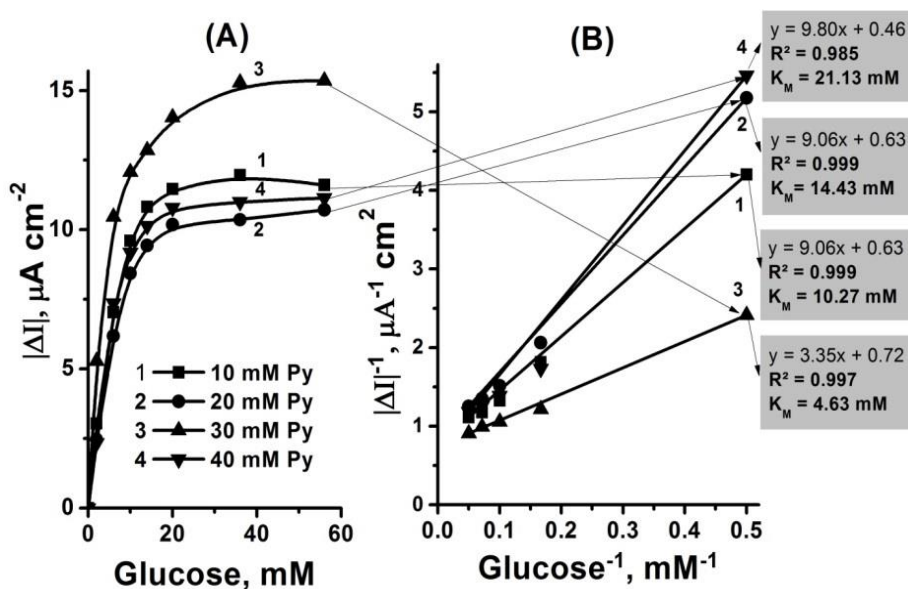 (A)
(B)
|ΔI|, μA cm⁻²
15
10
5
0
0
20
40
60
Glucose, mM
3
1
4
2
1 10 mM Py
2 20 mM Py
3 30 mM Py
4 40 mM Py
|ΔI|⁻¹, μA⁻¹ cm²
5
4
3
2
1
0
0.0
0.1
0.2
0.3
0.4
0.5
Glucose⁻¹, mM⁻¹
4
2
1
3
y = 9.80x + 0.46
R² = 0.985
K_M = 21.13 mM
y = 9.06x + 0.63
R² = 0.999
K_M = 14.43 mM
y = 9.06x + 0.63
R² = 0.999
K_M = 10.27 mM
y = 3.35x + 0.72
R² = 0.997
K_M = 4.63 mM